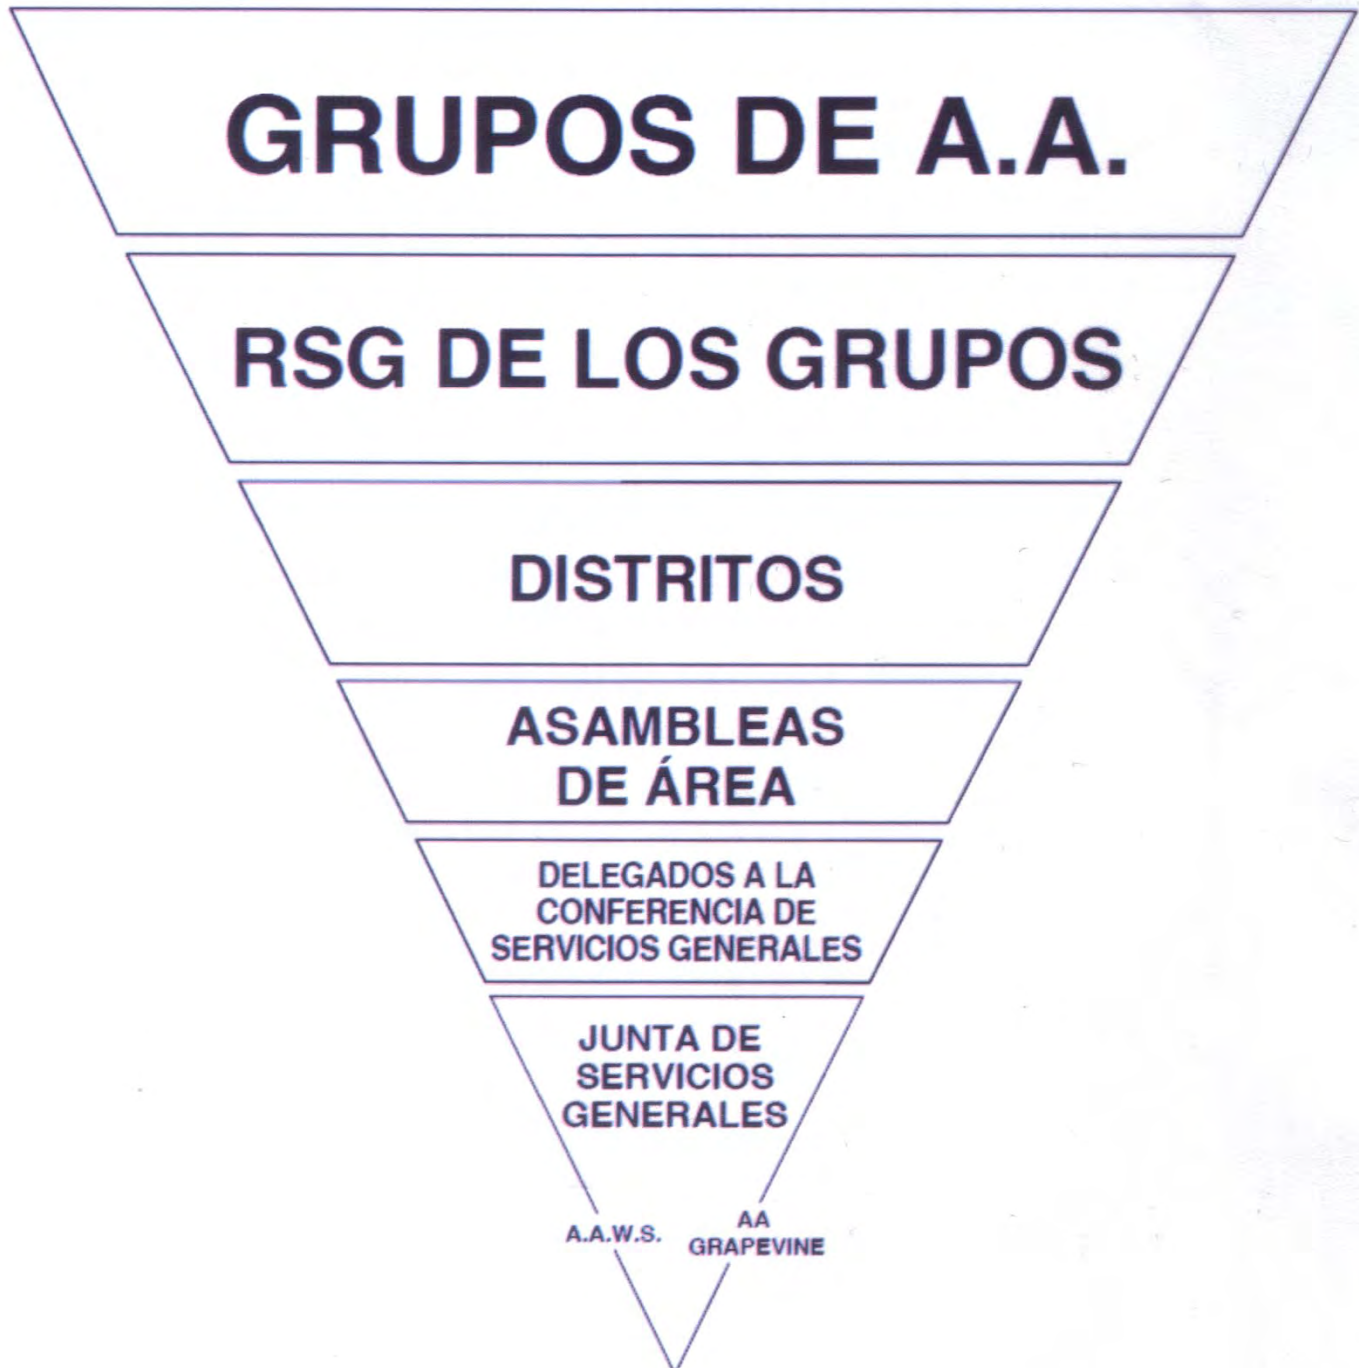 GRUPOS DE A.A.
RSG DE LOS GRUPOS
DISTRITOS
ASAMBLEAS
DE ÁREA
DELEGADOS A LA
CONFERENCIA DE
SERVICIOS GENERALES
JUNTA DE
SERVICIOS
GENERALES
A.A.W.S.
AA
GRAPEVINE